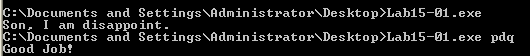 C:\Documents and Settings\Administrator\Desktop>Lab15-01.exe
Son, I am disappoint.
C:\Documents and Settings\Administrator\Desktop>Lab15-01.exe pdq
Good Job!